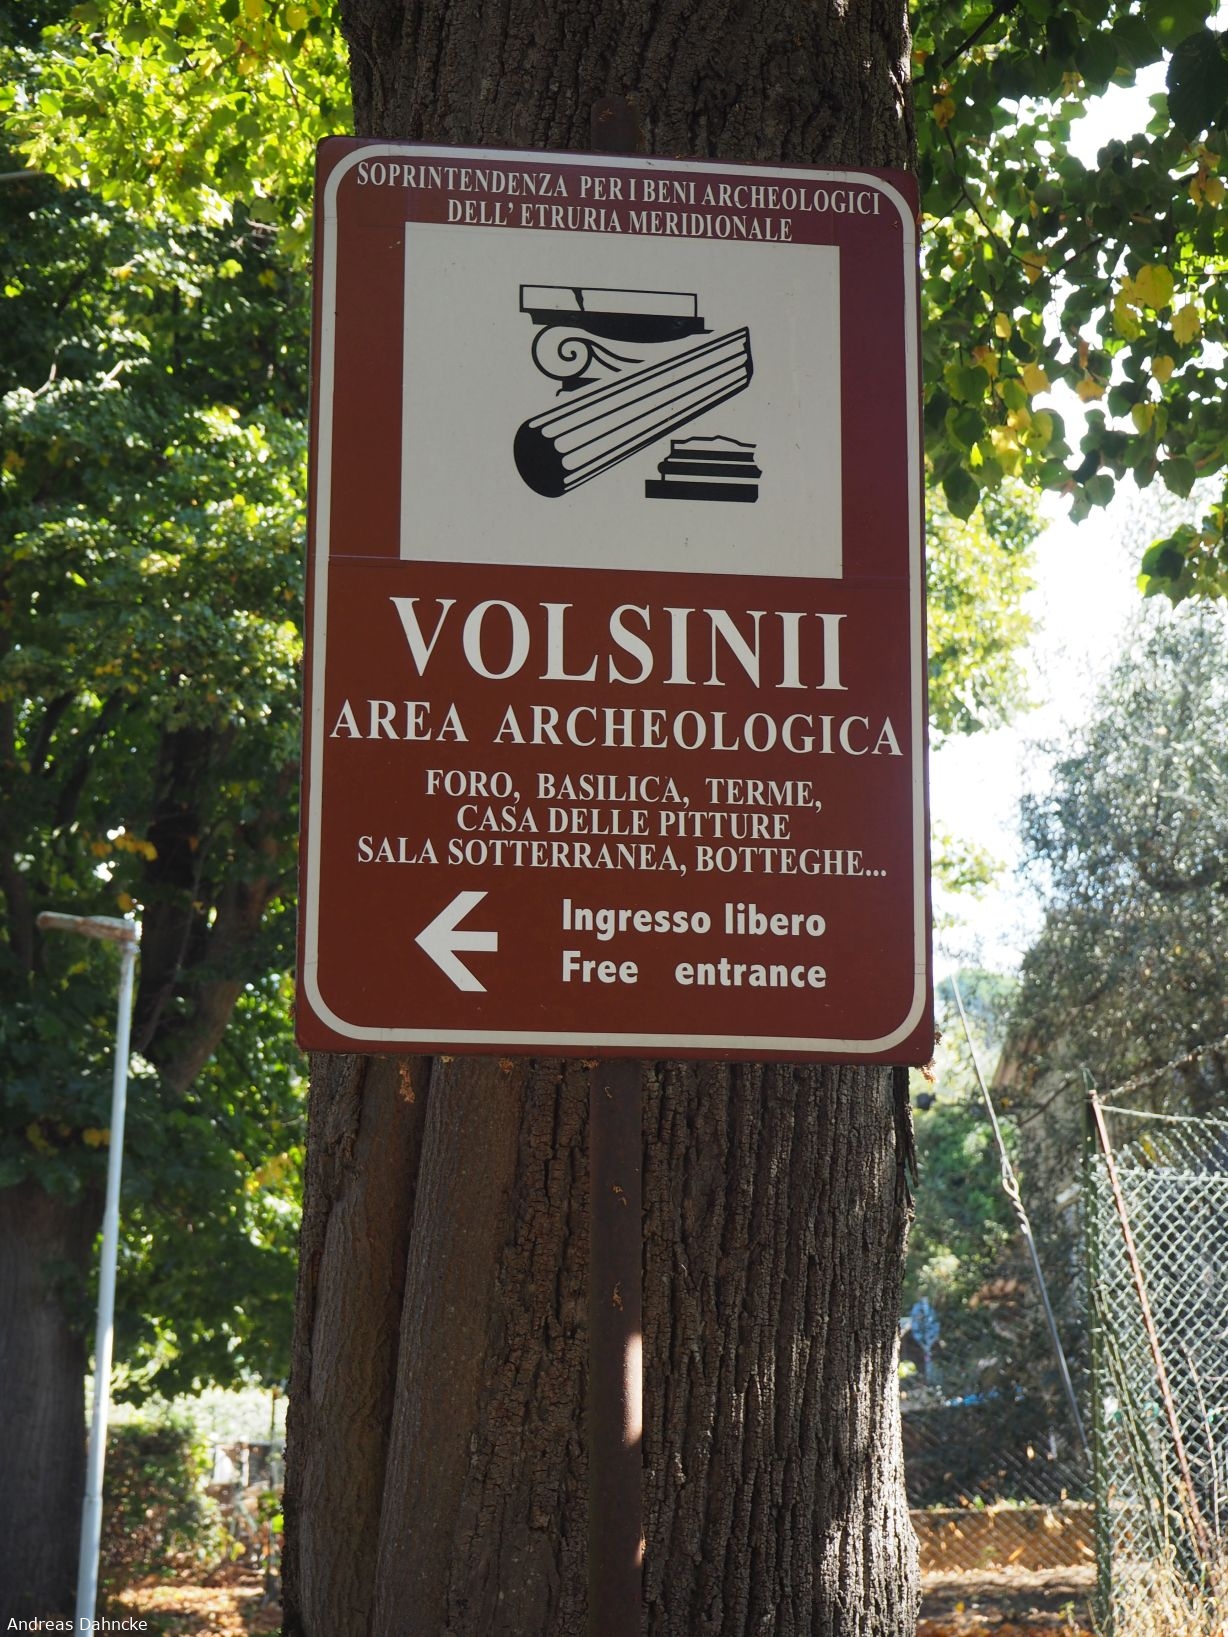 SOPRINTENDENZA PER I BENI ARCHEOLOGICI
DELL' ETRURIA MERIDIONALE
VOLSINII
AREA ARCHEOLOGICA
FORO, BASILICA, TERME,
CASA DELLE PITTURE
SALA SOTTERRANEA, BOTTEGHE...
Ingresso libero
Free entrance
Andreas Dahncke